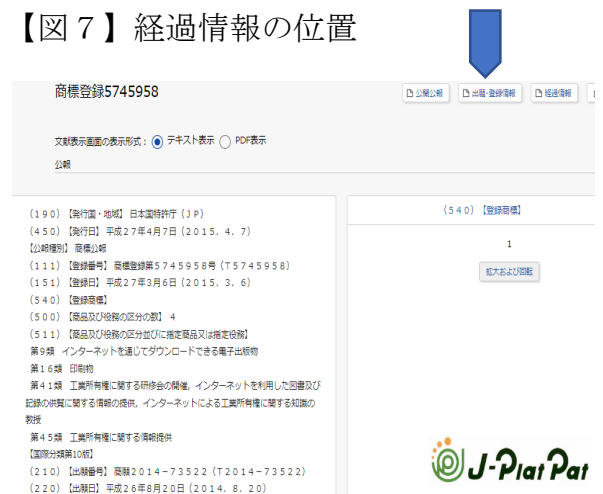 【図７】経過情報の位置
商標登録5745958
公開公報 出願・登録情報 経過情報
文献表示画面の表示形式： テキスト表示 PDF表示
公報
（１９０）【発行国・地域】 日本国特許庁（ＪＰ）
（４５０）【発行日】 平成２７年４月７日（２０１５．４．７）
【公報種別】 商標公報
（１１１）【登録番号】 商標登録第５７４５９５８号（Ｔ５７４５９５８）
（１５１）【登録日】 平成２７年３月６日（２０１５．３．６）
（５４０）【登録商標】
（５００）【商品及び役務の区分の数】 ４
（５１１）【商品及び役務の区分並びに指定商品又は指定役務】
第９類　インターネットを通じてダウンロードできる電子出版物
第１６類　印刷物
第４１類　工業所有権に関する研修会の開催，インターネットを利用した図書及び
記録の供覧に関する情報の提供，インターネットによる工業所有権に関する知識の
教授
第４５類　工業所有権に関する情報提供
【国際分類第10版】
（２１０）【出願番号】 商願２０１４－７３５２２（Ｔ２０１４－７３５２２）
（２２０）【出願日】 平成２６年８月２０日（２０１４．８．２０）
（５４０）【登録商標】
1
拡大および回転
J-PlatPat